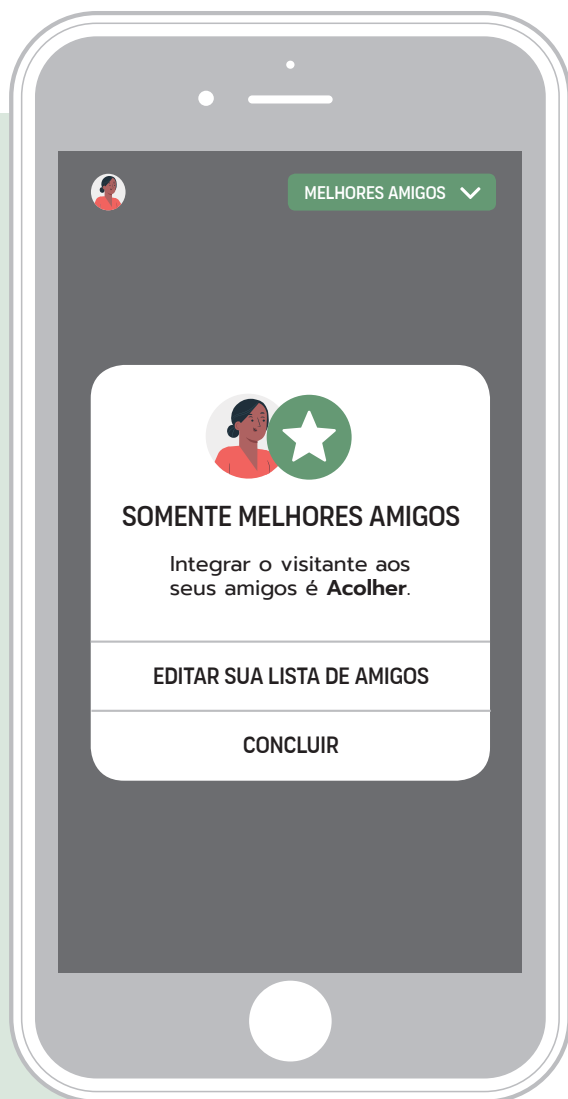 MELHORES AMIGOS
SOMENTE MELHORES AMIGOS
Integrar o visitante aos
seus amigos é Acolher.
EDITAR SUA LISTA DE AMIGOS
CONCLUIR